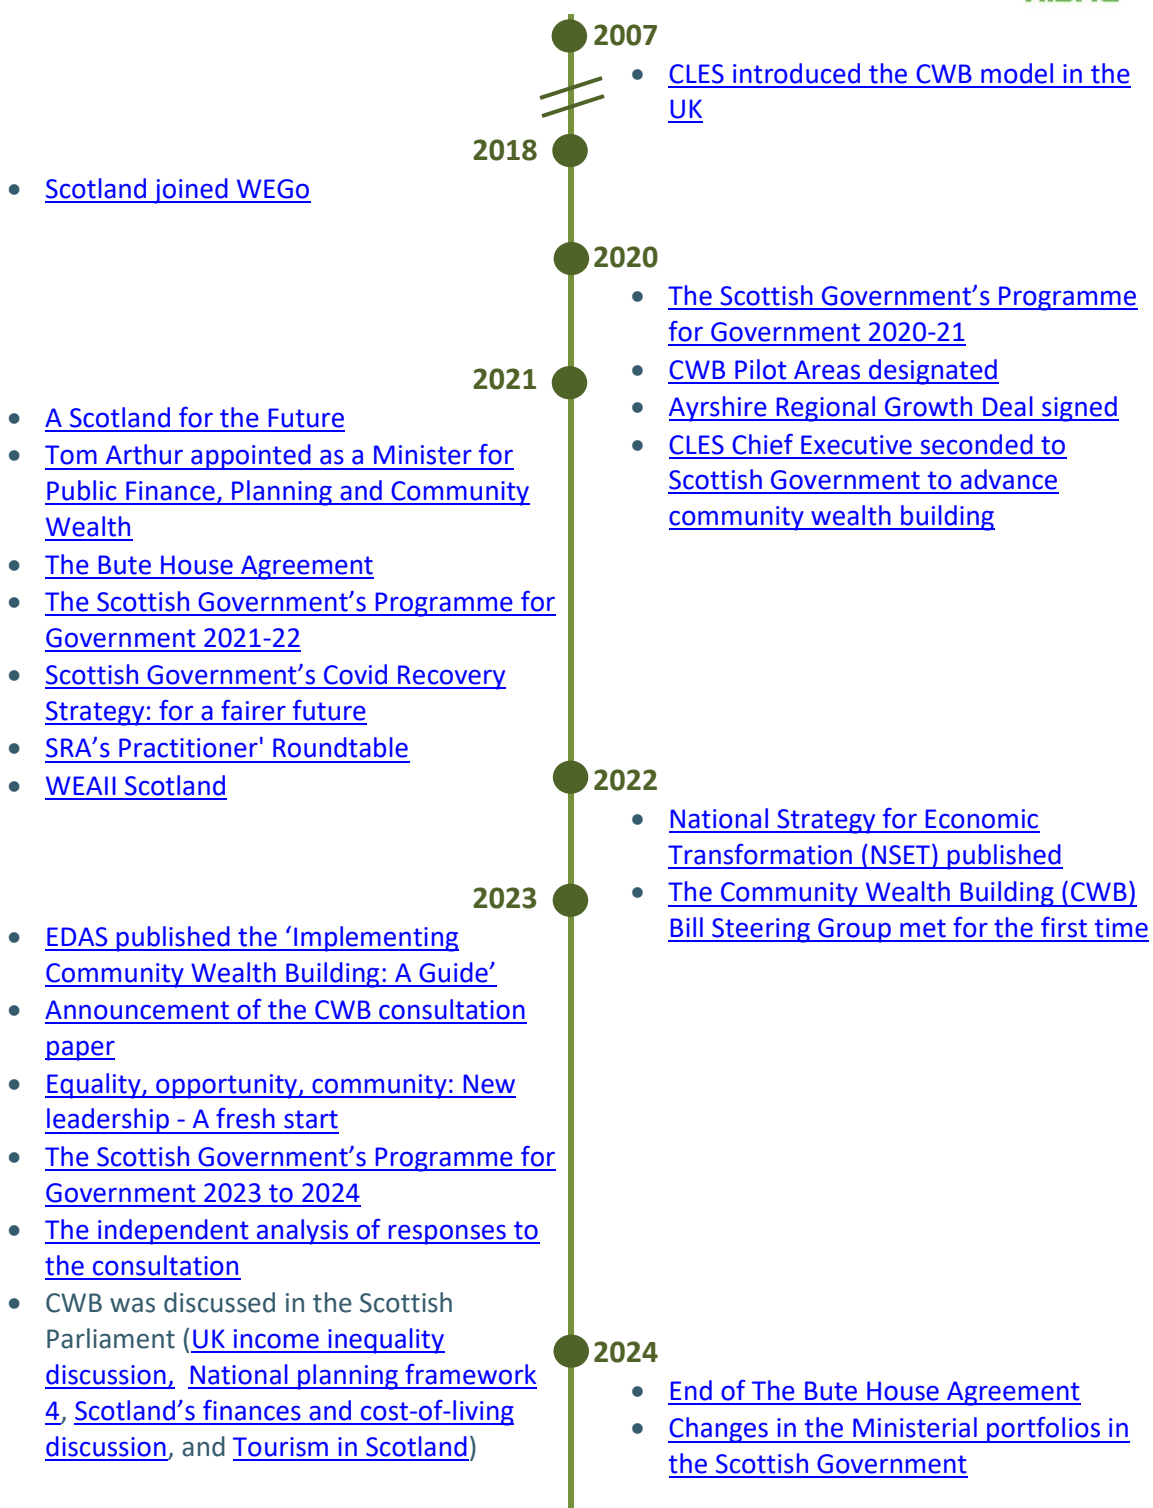 2007
• CLES introduced the CWB model in the
UK
2018
• Scotland joined WEGo
2020
• The Scottish Government’s Programme
for Government 2020-21
• CWB Pilot Areas designated
• Ayrshire Regional Growth Deal signed
• CLES Chief Executive seconded to
Scottish Government to advance
community wealth building
2021
• A Scotland for the Future
• Tom Arthur appointed as a Minister for
Public Finance, Planning and Community
Wealth
• The Bute House Agreement
• The Scottish Government’s Programme for
Government 2021-22
• Scottish Government’s Covid Recovery
Strategy: for a fairer future
• SRA’s Practitioner' Roundtable
• WEAII Scotland
2022
• National Strategy for Economic
Transformation (NSET) published
• The Community Wealth Building (CWB)
Bill Steering Group met for the first time
2023
• EDAS published the ‘Implementing
Community Wealth Building: A Guide’
• Announcement of the CWB consultation
paper
• Equality, opportunity, community: New
leadership - A fresh start
• The Scottish Government’s Programme for
Government 2023 to 2024
• The independent analysis of responses to
the consultation
• CWB was discussed in the Scottish
Parliament (UK income inequality
discussion, National planning framework
4, Scotland’s finances and cost-of-living
discussion, and Tourism in Scotland)
2024
• End of The Bute House Agreement
• Changes in the Ministerial portfolios in
the Scottish Government